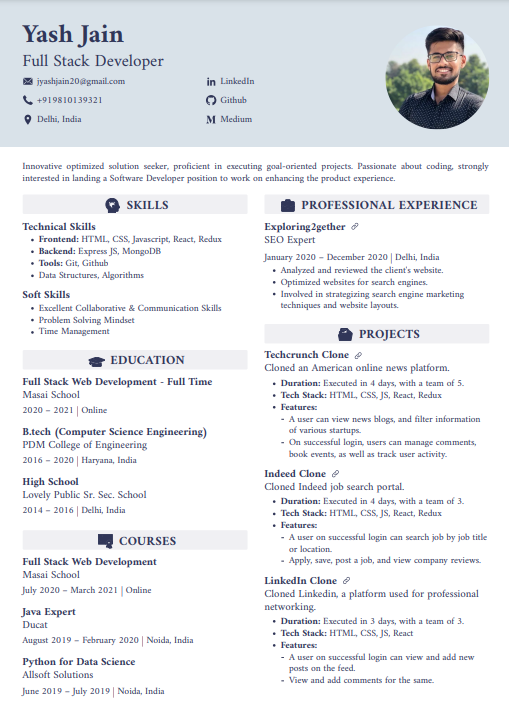 Yash Jain
Full Stack Developer
jyashjain20@gmail.com
LinkedIn
+919810139321
Github
Delhi, India
Medium
Innovative optimized solution seeker, proficient in executing goal-oriented projects. Passionate about coding, strongly
interested in landing a Software Developer position to work on enhancing the product experience.
SKILLS
Technical Skills
• Frontend: HTML, CSS, Javascript, React, Redux
• Backend: Express JS, MongoDB
• Tools: Git, Github
• Data Structures, Algorithms
Soft Skills
• Excellent Collaborative & Communication Skills
• Problem Solving Mindset
• Time Management
EDUCATION
Full Stack Web Development - Full Time
Masai School
2020 – 2021 | Online
B.tech (Computer Science Engineering)
PDM College of Engineering
2016 – 2020 | Haryana, India
High School
Lovely Public Sr. Sec. School
2014 – 2016 | Delhi, India
COURSES
Full Stack Web Development
Masai School
July 2020 – March 2021 | Online
Java Expert
Ducat
August 2019 – February 2020 | Noida, India
Python for Data Science
Allsoft Solutions
June 2019 – July 2019 | Noida, India
PROFESSIONAL EXPERIENCE
Exploring2gether
SEO Expert
January 2020 – December 2020 | Delhi, India
• Analyzed and reviewed the client's website.
• Optimized websites for search engines.
• Involved in strategizing search engine marketing
techniques and website layouts.
PROJECTS
Techcrunch Clone
Cloned an American online news platform.
• Duration: Executed in 4 days, with a team of 5.
• Tech Stack: HTML, CSS, JS, React, Redux
• Features:
- A user can view news blogs, and filter information
of various startups.
- On successful login, users can manage comments,
book events, as well as track user activity.
Indeed Clone
Cloned Indeed job search portal.
• Duration: Executed in 4 days, with a team of 3.
• Tech Stack: HTML, CSS, JS, React, Redux
• Features:
- A user on successful login can search job by job title
or location.
- Apply, save, post a job, and view company reviews.
LinkedIn Clone
Cloned Linkedin, a platform used for professional
networking.
• Duration: Executed in 3 days, with a team of 3.
• Tech Stack: HTML, CSS, JS, React
• Features:
- A user on successful login can view and add new
posts on the feed.
- View and add comments for the same.